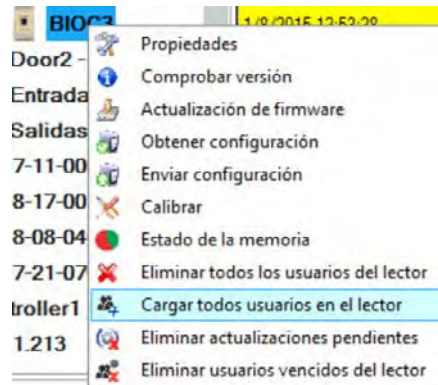 BIOC3
1/8/2015 12:53:28
Propiedades
Door2 -
Comprobar versión
Entrada
Actualización de firmware
Salidas
Obtener configuración
7-11-00
Enviar configuración
8-17-00
Calibrar
8-08-04
Estado de la memoria
7-21-07
Eliminar todos los usuarios del lector
troller1
Cargar todos usuarios en el lector
1.213
Eliminar actualizaciones pendientes
Eliminar usuarios vencidos del lector